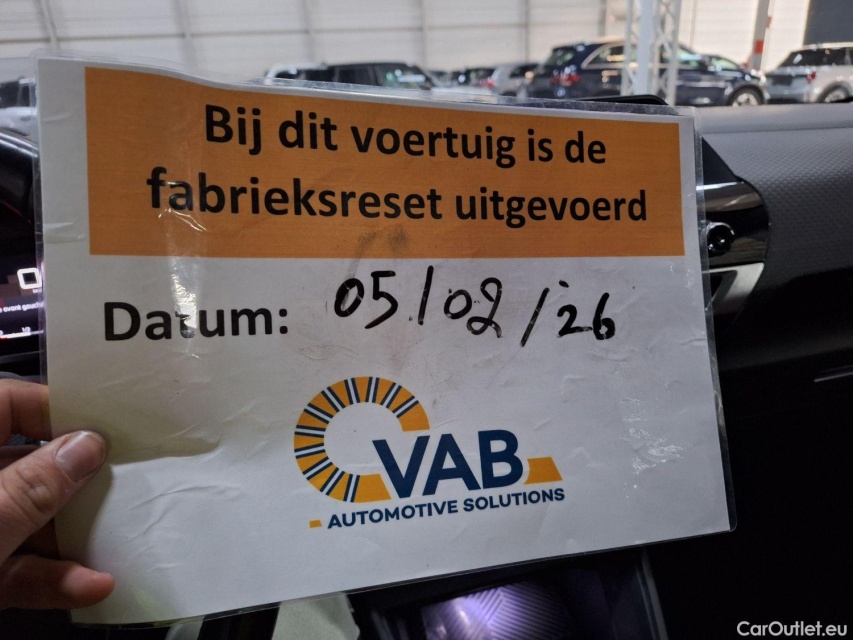 Bij dit voertuig is de
fabrieksreset uitgevoerd
Datum: 05/02/26
VAB
AUTOMOTIVE SOLUTIONS
CarOutlet.eu